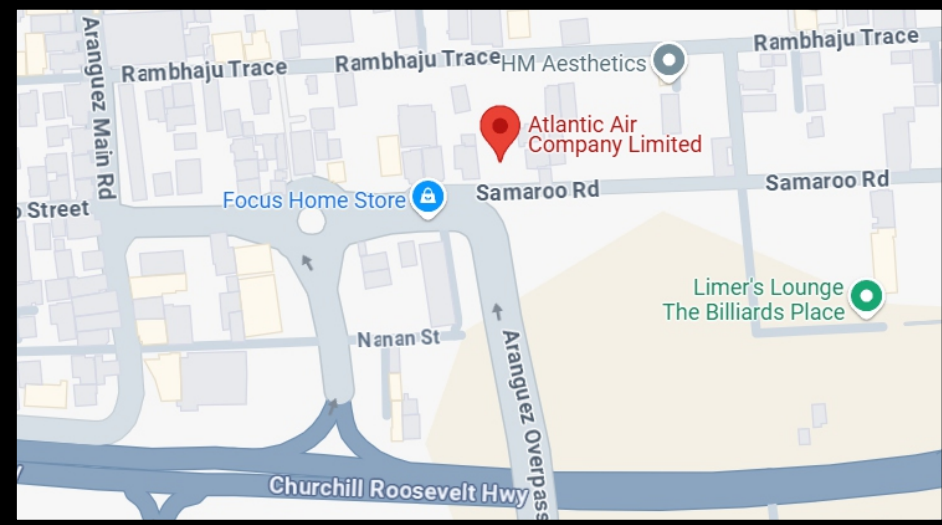 Rambhaju Trace
Rambhaju Trace
Rambhaju Trace
HM Aesthetics
Aranguez Main Rd
Atlantic Air
Company Limited
Samaroo Rd
Samaroo Rd
Focus Home Store
Street
Limer's Lounge
The Billiards Place
Nanan St
Aranguez Overpass
Churchill Roosevelt Hwy